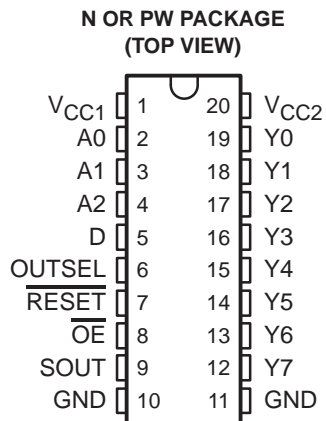 N OR PW PACKAGE
(TOP VIEW)
VCC1 1 20 VCC2
A0 2 19 Y0
A1 3 18 Y1
A2 4 17 Y2
D 5 16 Y3
OUTSEL 6 15 Y4
RESET 7 14 Y5
OE 8 13 Y6
SOUT 9 12 Y7
GND 10 11 GND